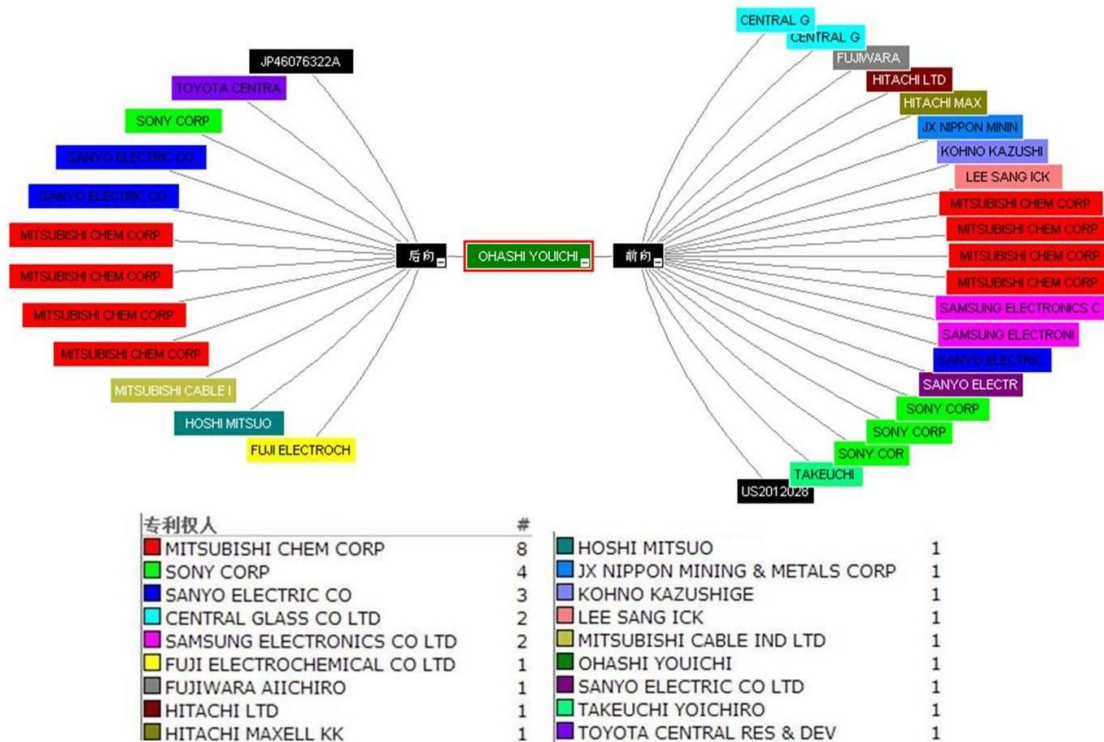 JP46076322A
TOYOTA CENTRA
SONY CORP
SANYO ELECTRIC CO
SANYO ELECTRIC CO
MITSUBISHI CHEM CORP
MITSUBISHI CHEM CORP
MITSUBISHI CHEM CORP
MITSUBISHI CHEM CORP
MITSUBISHI CABLE I
HOSHI MITSUO
FUJI ELECTROCH
后向
OHASHI YOUICHI
前向
CENTRAL G
CENTRAL G
FUJIWARA
HITACHI LTD
HITACHI MAX
JX NIPPON MININ
KOHNO KAZUSHI
LEE SANG ICK
MITSUBISHI CHEM CORP
MITSUBISHI CHEM CORP
MITSUBISHI CHEM CORP
MITSUBISHI CHEM CORP
SAMSUNG ELECTRONICS C
SAMSUNG ELECTRONI
SANYO ELECTRIC
SANYO ELECTR
SONY CORP
SONY CORP
SONY COR
TAKEUCHI
US2012028
专利权人 #
MITSUBISHI CHEM CORP 8
SONY CORP 4
SANYO ELECTRIC CO 3
CENTRAL GLASS CO LTD 2
SAMSUNG ELECTRONICS CO LTD 2
FUJI ELECTROCHEMICAL CO LTD 1
FUJIWARA AIICHIRO 1
HITACHI LTD 1
HITACHI MAXELL KK 1
HOSHI MITSUO 1
JX NIPPON MINING & METALS CORP 1
KOHNO KAZUSHIGE 1
LEE SANG ICK 1
MITSUBISHI CABLE IND LTD 1
OHASHI YOUICHI 1
SANYO ELECTRIC CO LTD 1
TAKEUCHI YOICHIRO 1
TOYOTA CENTRAL RES & DEV 1